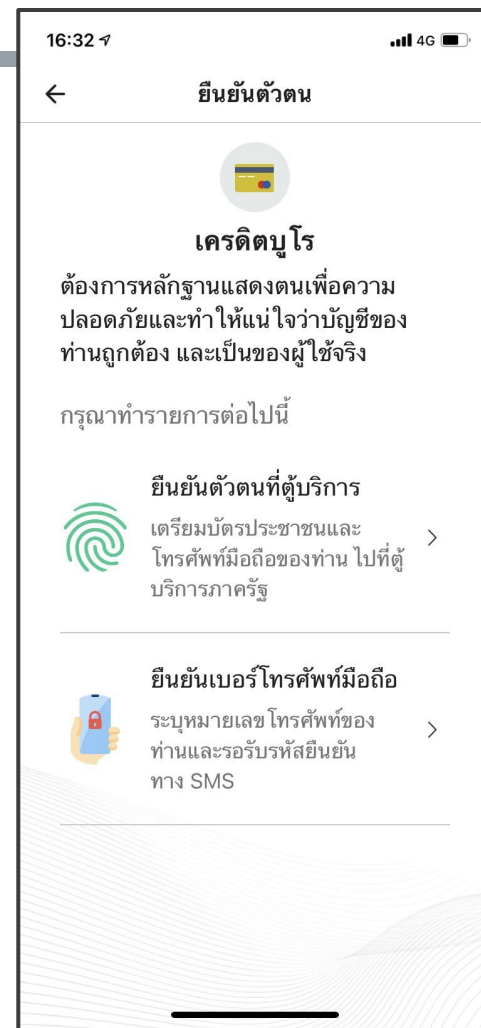 16:32
4G
ยืนยันตัวตน
เครดิตบูโร
ต้องการหลักฐานแสดงตนเพื่อความ
ปลอดภัยและทำให้แน่ใจว่าบัญชีของ
ท่านถูกต้อง และเป็นของผู้ใช้จริง
กรุณาทำรายการต่อไปนี้
ยืนยันตัวตนที่ตู้บริการ
เตรียมบัตรประชาชนและ
โทรศัพท์มือถือของท่าน ไปที่ตู้
บริการภาครัฐ
ยืนยันเบอร์โทรศัพท์มือถือ
ระบุหมายเลขโทรศัพท์ของ
ท่านและรอรับรหัสยืนยัน
ทาง SMS